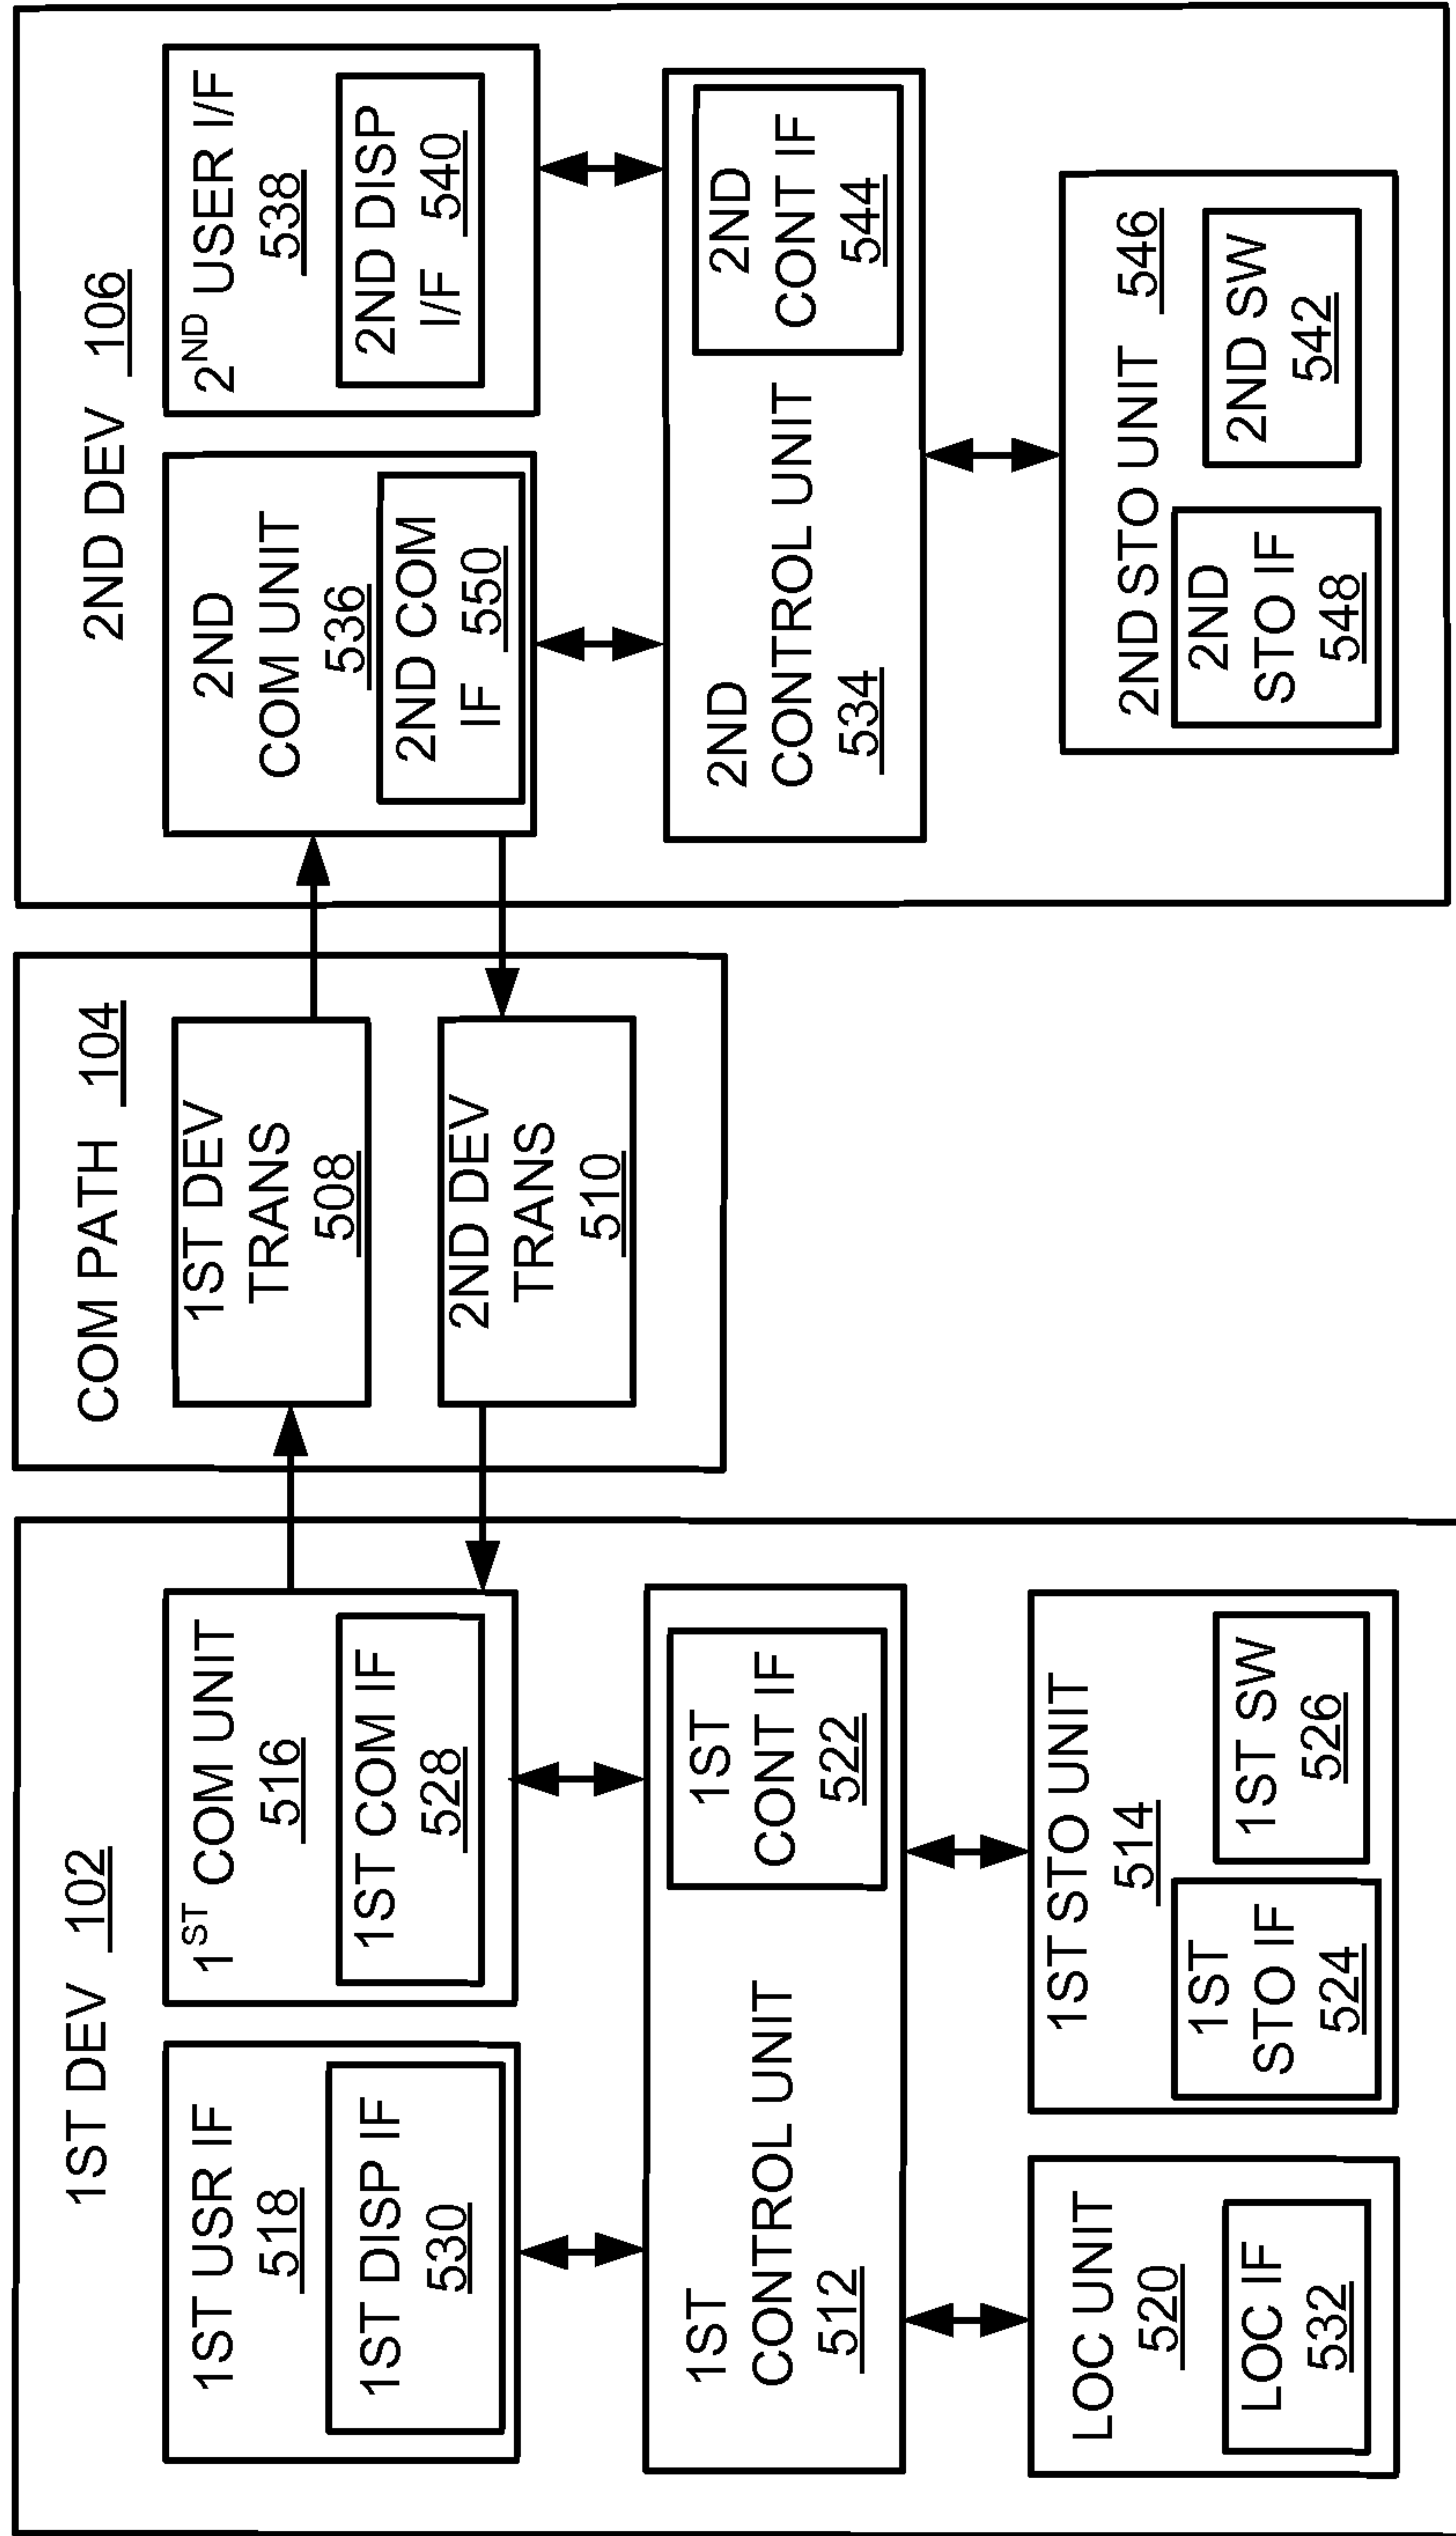 1ST DEV 102
1ST USR IF
518
1ST DISP IF
530
1ST COM UNIT
516
1ST COM IF
528
1ST
CONTROL UNIT
512
1ST
CONT IF
522
LOC UNIT
520
LOC IF
532
1ST STO UNIT
514
1ST
STO IF
524
1ST SW
526
COM PATH 104
1ST DEV
TRANS
508
2ND DEV
TRANS
510
2ND DEV 106
2ND
COM UNIT
536
2ND COM
IF 550
2ND USER I/F
538
2ND DISP
I/F 540
2ND
CONTROL UNIT
534
2ND
CONT IF
544
2ND STO UNIT 546
2ND
STO IF
548
2ND SW
542